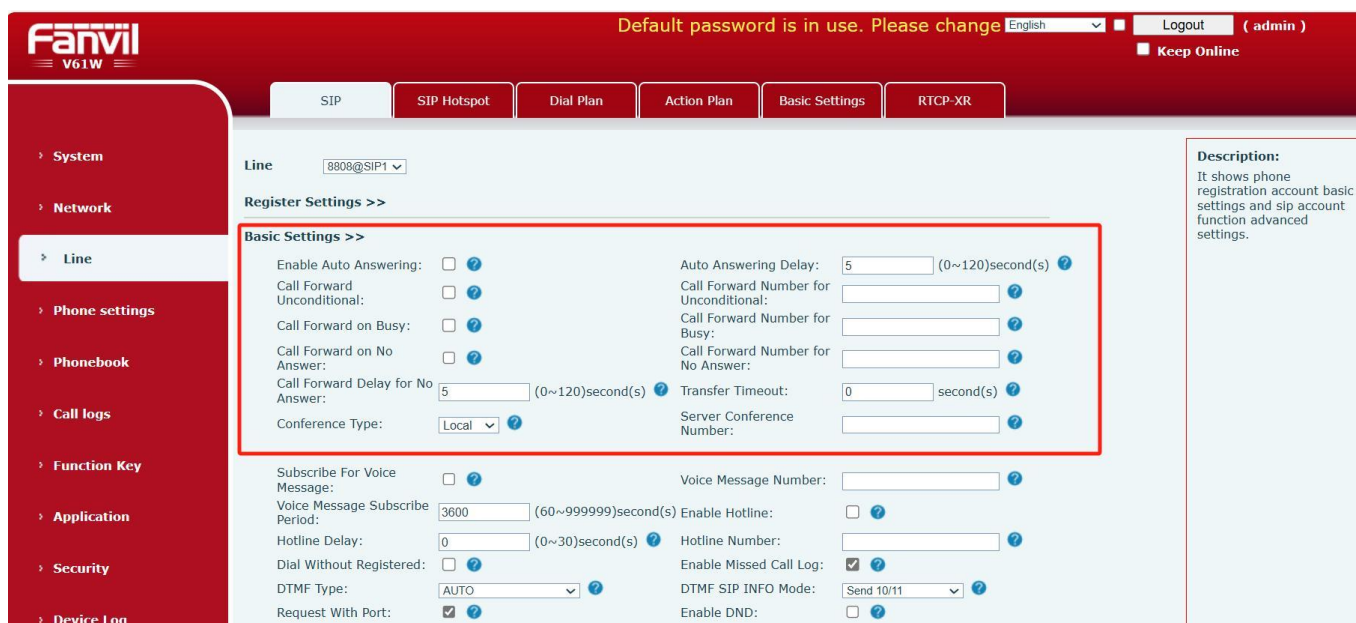 Fanvil
V61W
Default password is in use. Please change English Logout ( admin )
Keep Online
SIP SIP Hotspot Dial Plan Action Plan Basic Settings RTCP-XR
› System
› Network
› Line
› Phone settings
› Phonebook
› Call logs
› Function Key
› Application
› Security
› Device Log
Line 8808@SIP1
Register Settings >>
Basic Settings >>
Enable Auto Answering: ? Auto Answering Delay: 5 (0~120)second(s) ?
Call Forward Unconditional: ? Call Forward Number for Unconditional: ?
Call Forward on Busy: ? Call Forward Number for Busy: ?
Call Forward on No Answer: ? Call Forward Number for No Answer: ?
Call Forward Delay for No Answer: 5 (0~120)second(s) ? Transfer Timeout: 0 second(s) ?
Conference Type: Local ? Server Conference Number: ?
Subscribe For Voice Message: ? Voice Message Number: ?
Voice Message Subscribe Period: 3600 (60~999999)second(s) Enable Hotline: ?
Hotline Delay: 0 (0~30)second(s) ? Hotline Number: ?
Dial Without Registered: ? Enable Missed Call Log: ?
DTMF Type: AUTO ? DTMF SIP INFO Mode: Send 10/11 ?
Request With Port: ? Enable DND: ?
Description:
It shows phone
registration account basic
settings and sip account
function advanced
settings.